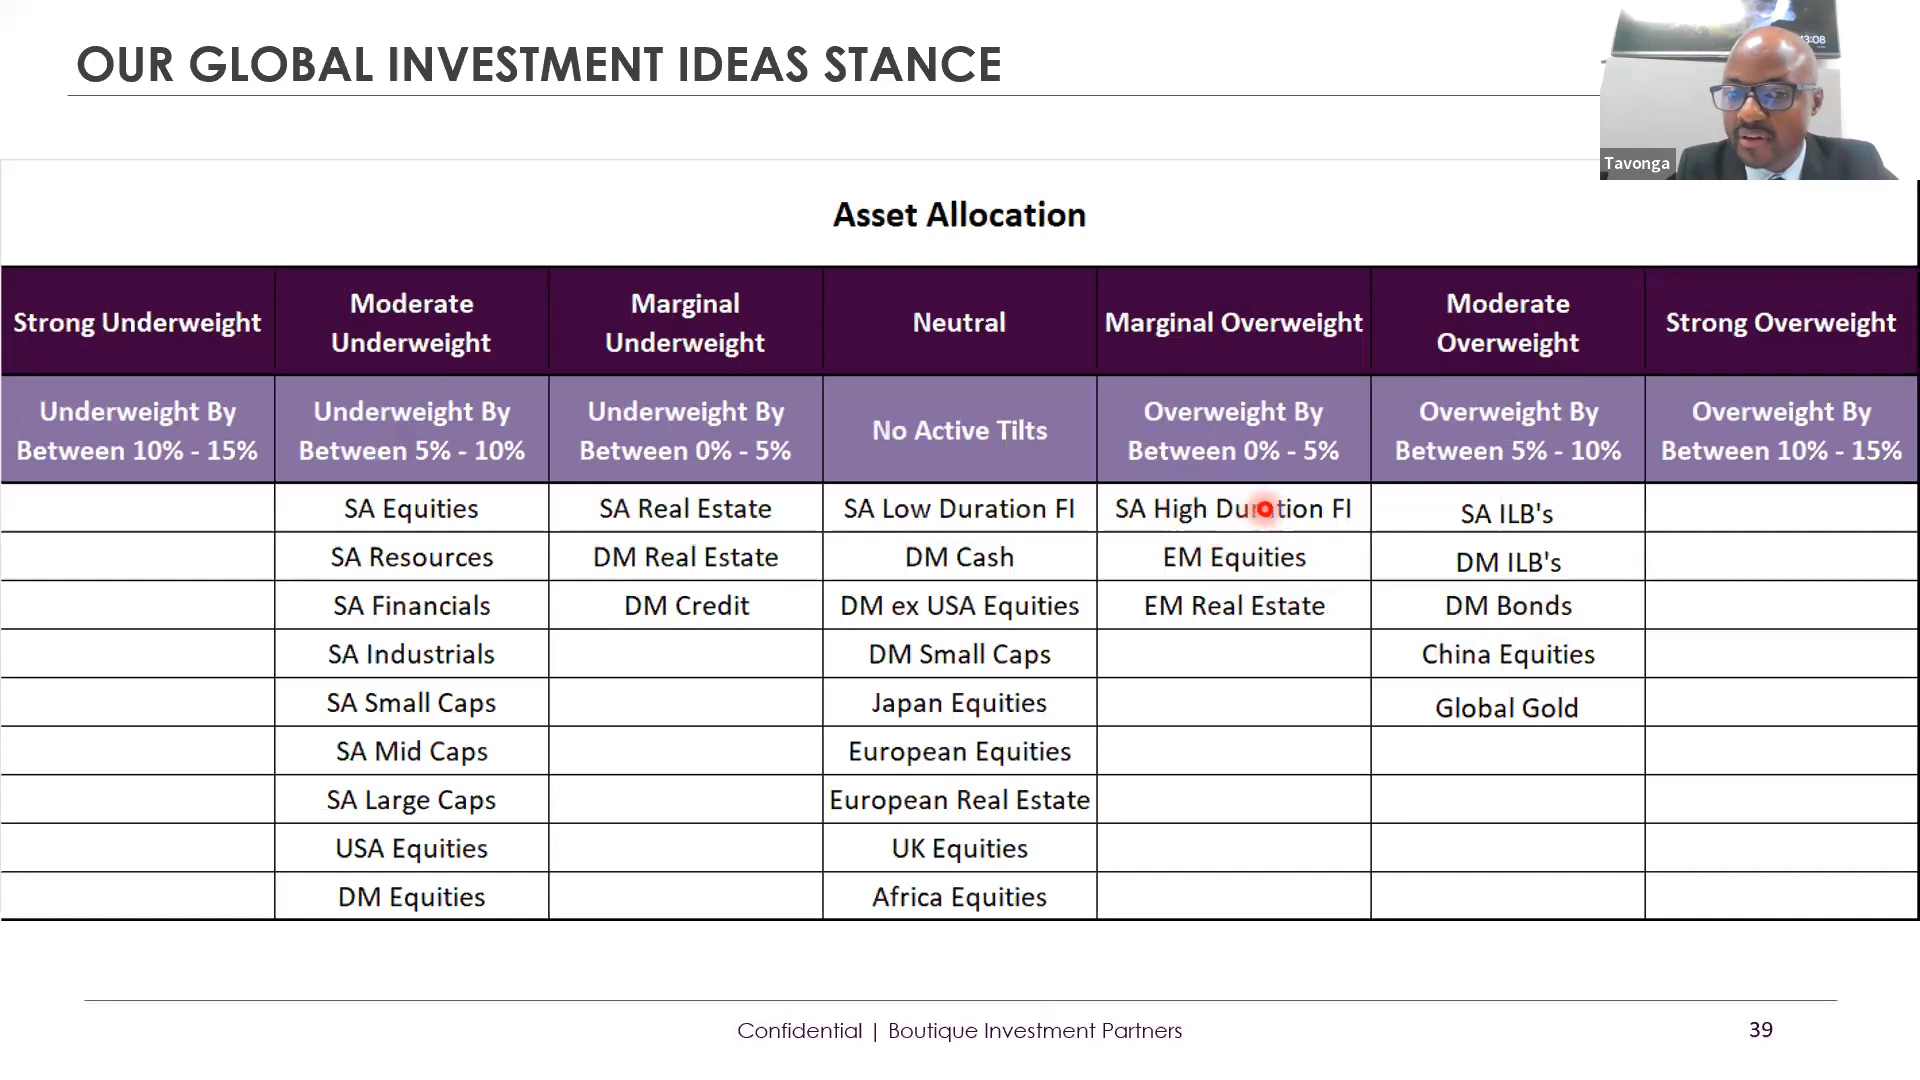 OUR GLOBAL INVESTMENT IDEAS STANCE
13:08
Tavonga
Asset Allocation
Strong Underweight
Moderate
Underweight
Marginal
Underweight
Neutral
Marginal Overweight
Moderate
Overweight
Strong Overweight
Underweight By
Between 10% - 15%
Underweight By
Between 5% - 10%
Underweight By
Between 0% - 5%
No Active Tilts
Overweight By
Between 0% - 5%
Overweight By
Between 5% - 10%
Overweight By
Between 10% - 15%
SA Equities
SA Real Estate
SA Low Duration FI
SA High Duration FI
SA ILB's
SA Resources
DM Real Estate
DM Cash
EM Equities
DM ILB's
SA Financials
DM Credit
DM ex USA Equities
EM Real Estate
DM Bonds
SA Industrials
DM Small Caps
China Equities
SA Small Caps
Japan Equities
Global Gold
SA Mid Caps
European Equities
SA Large Caps
European Real Estate
USA Equities
UK Equities
DM Equities
Africa Equities
Confidential | Boutique Investment Partners
39